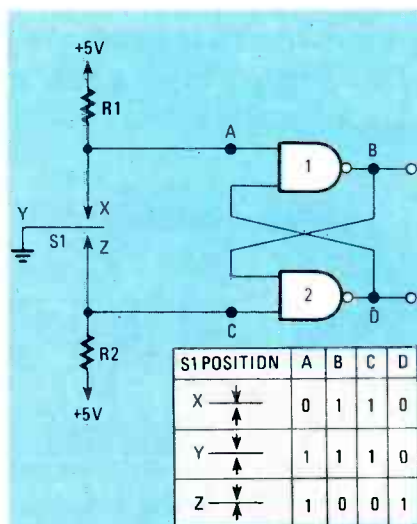 +5V
R1
A
1
B
Y
X
S1
Z
2
C
D
R2
+5V
S1 POSITION A B C D
X 0 1 1 0
Y 1 1 1 0
Z 1 0 0 1